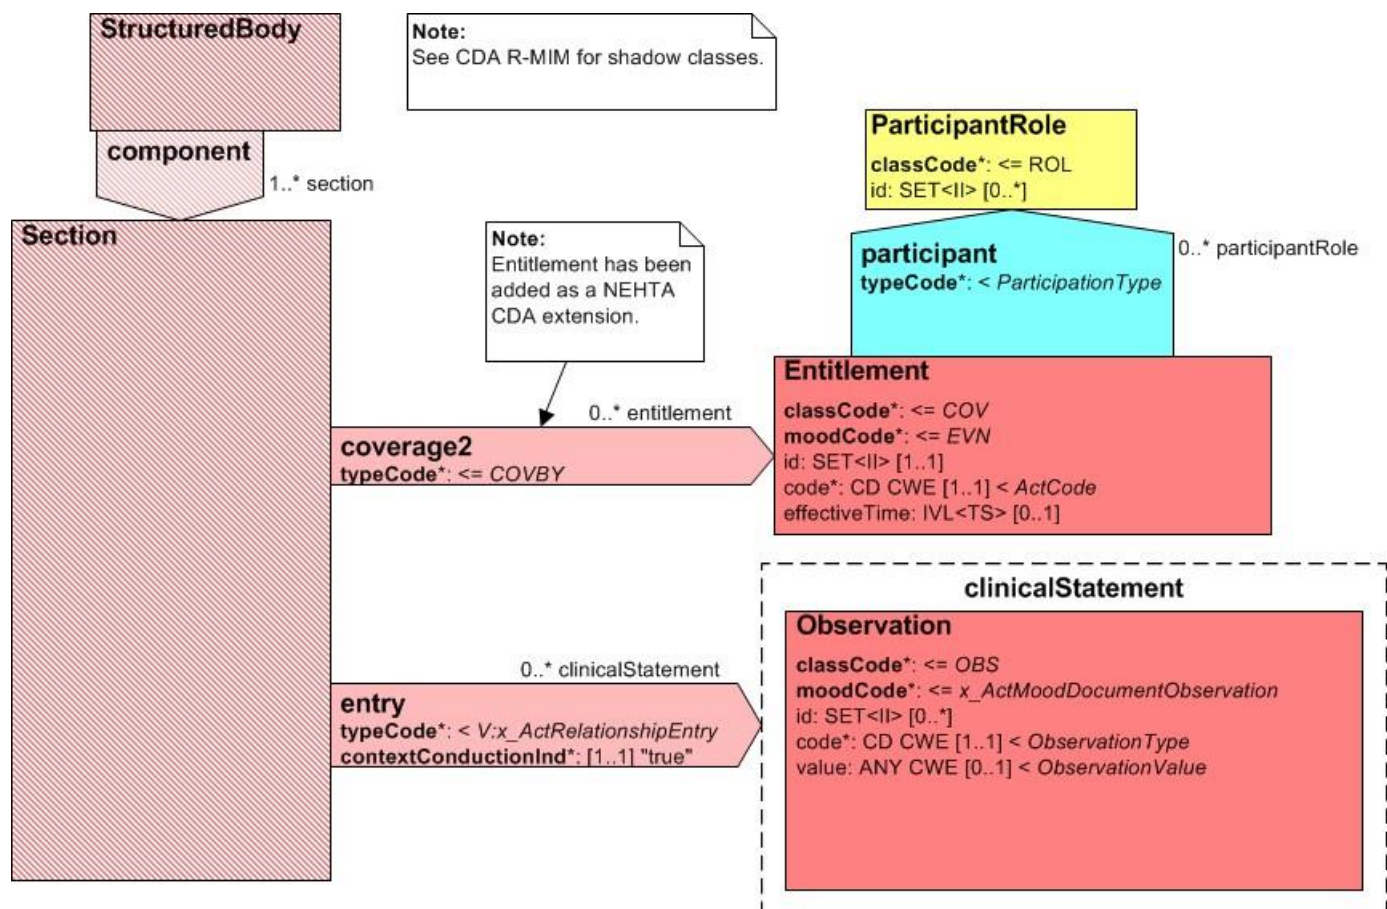 StructuredBody
Note:
See CDA R-MIM for shadow classes.
component
1..* section
ParticipantRole
classCode*: <= ROL
id: SET<II> [0..*]
Section
Note:
Entitlement has been
added as a NEHTA
CDA extension.
participant
typeCode*: < ParticipationType
0..* participantRole
0..* entitlement
coverage2
typeCode*: <= COVBY
Entitlement
classCode*: <= COV
moodCode*: <= EVN
id: SET<II> [1..1]
code*: CD CWE [1..1] < ActCode
effectiveTime: IVL<TS> [0..1]
0..* clinicalStatement
entry
typeCode*: < V:x_ActRelationshipEntry
contextConductionInd*: [1..1] "true"
clinicalStatement
Observation
classCode*: <= OBS
moodCode*: <= x_ActMoodDocumentObservation
id: SET<II> [0..*]
code*: CD CWE [1..1] < ObservationType
value: ANY CWE [0..1] < ObservationValue